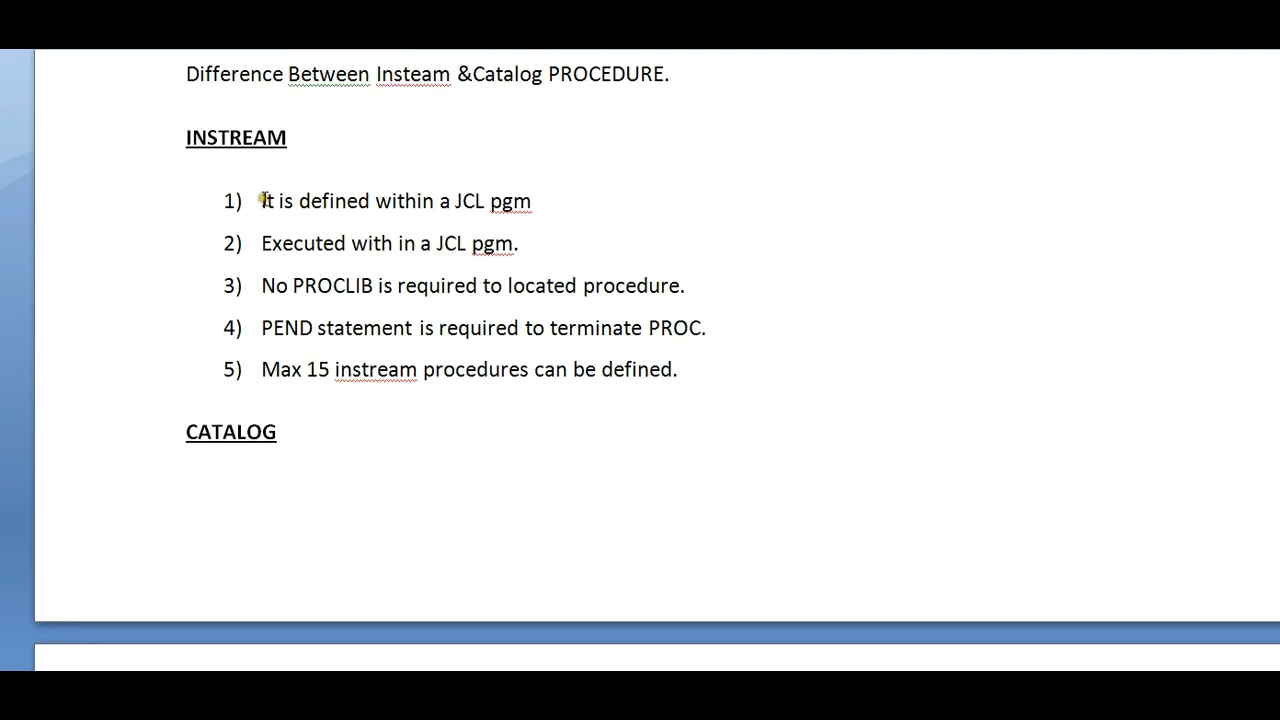 Difference Between Insteam &Catalog PROCEDURE.
INSTREAM
1) It is defined within a JCL pgm
2) Executed with in a JCL pgm.
3) No PROCLIB is required to located procedure.
4) PEND statement is required to terminate PROC.
5) Max 15 instream procedures can be defined.
CATALOG